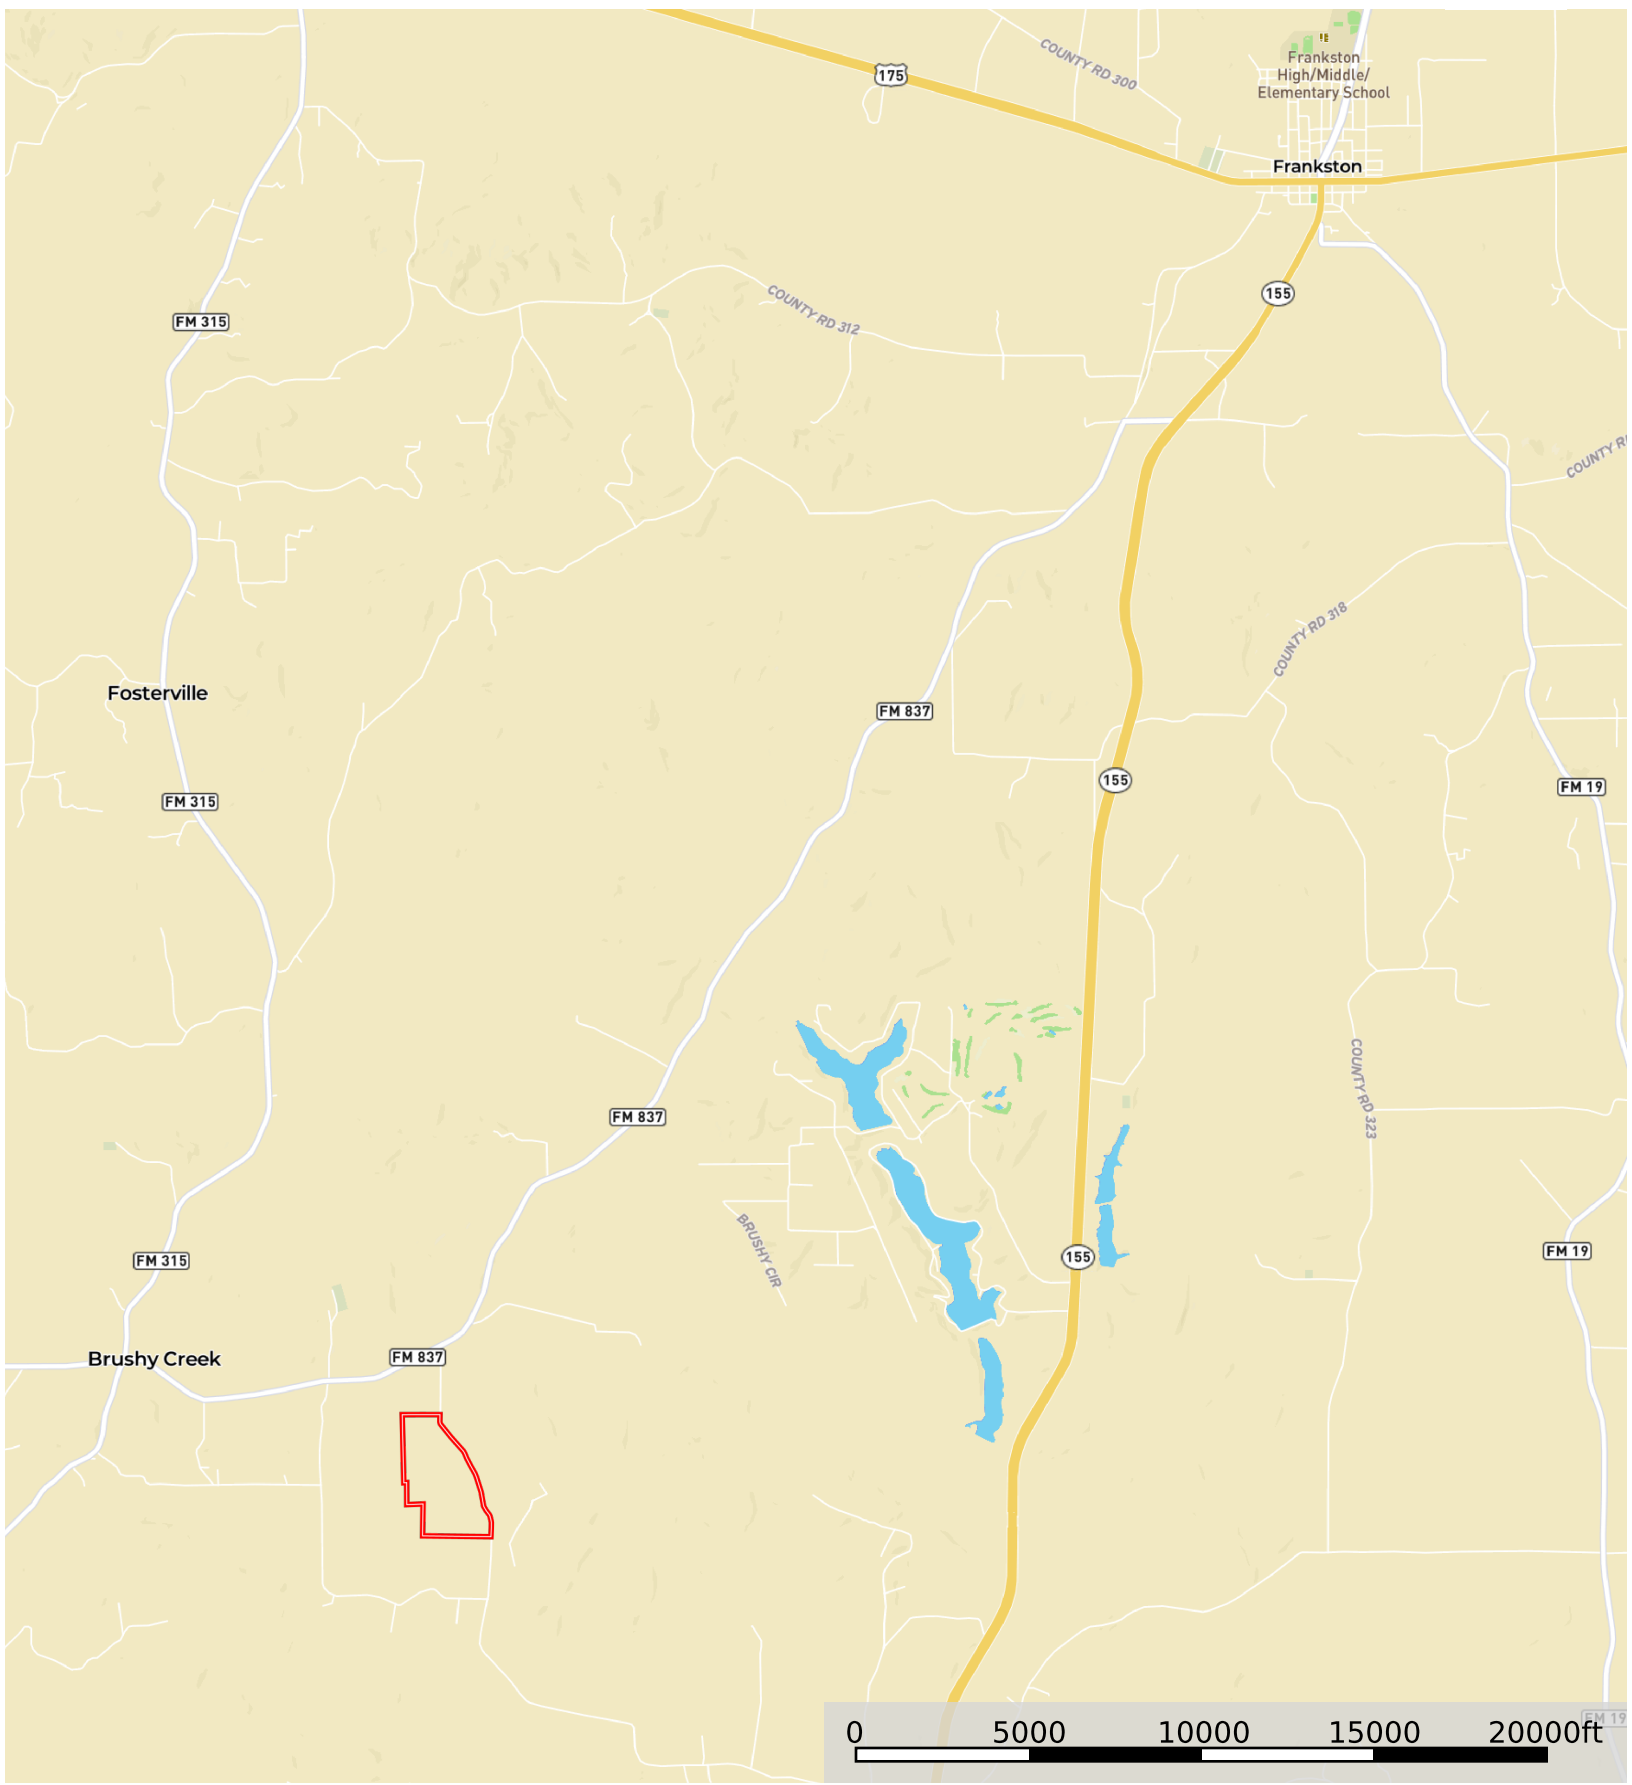 COUNTY RD 300
175
Frankston
High/Middle/
Elementary School
Frankston
COUNTY RD 312
155
FM 315
COUNTY R
COUNTY RD 318
Fosterville
FM 837
155
FM 19
FM 315
COUNTY RD 323
FM 837
BRUSHY CIR
155
FM 19
FM 315
Brushy Creek
FM 837
FM 19
0 5000 10000 15000 20000ft